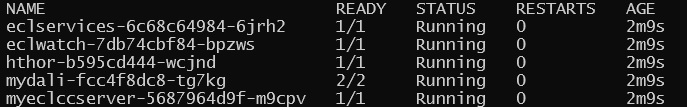 NAME READY STATUS RESTARTS AGE
eclservices-6c68c64984-6jrh2 1/1 Running 0 2m9s
eclwatch-7db74cbf84-bpzws 1/1 Running 0 2m9s
hthor-b595cd444-wcjnd 1/1 Running 0 2m9s
mydali-fcc4f8dc8-tg7kg 2/2 Running 0 2m9s
myeclccserver-5687964d9f-m9cpv 1/1 Running 0 2m9s